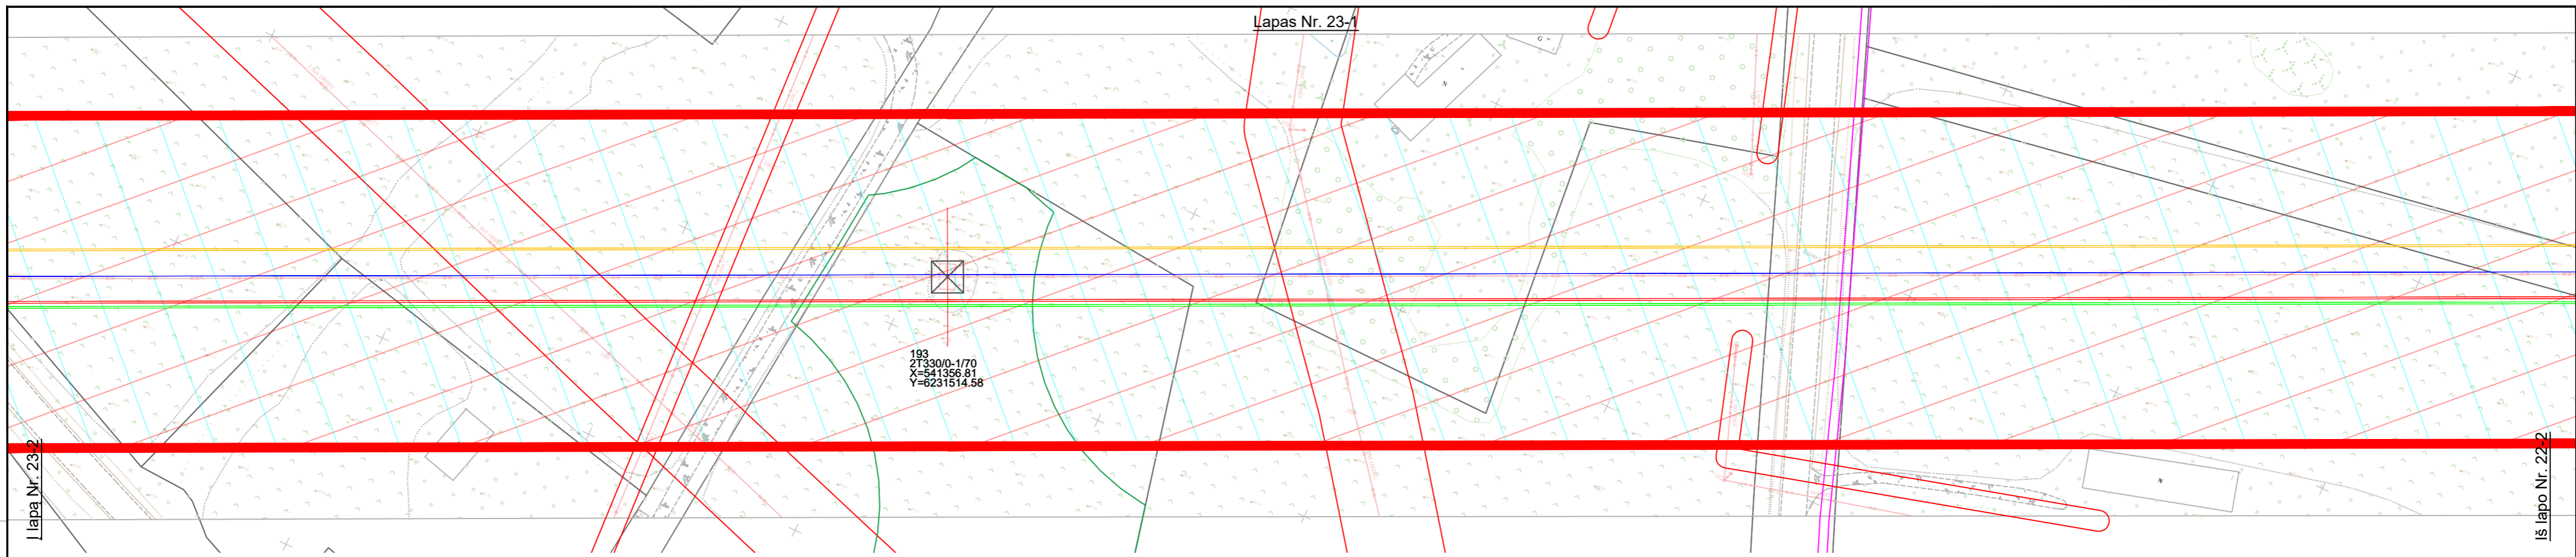 Lapas Nr. 23-1
193
2T330/0-1/70
X=541356.81
Y=6231514.58
Į lapą Nr. 23-2
Iš lapo Nr. 22-2
N
N